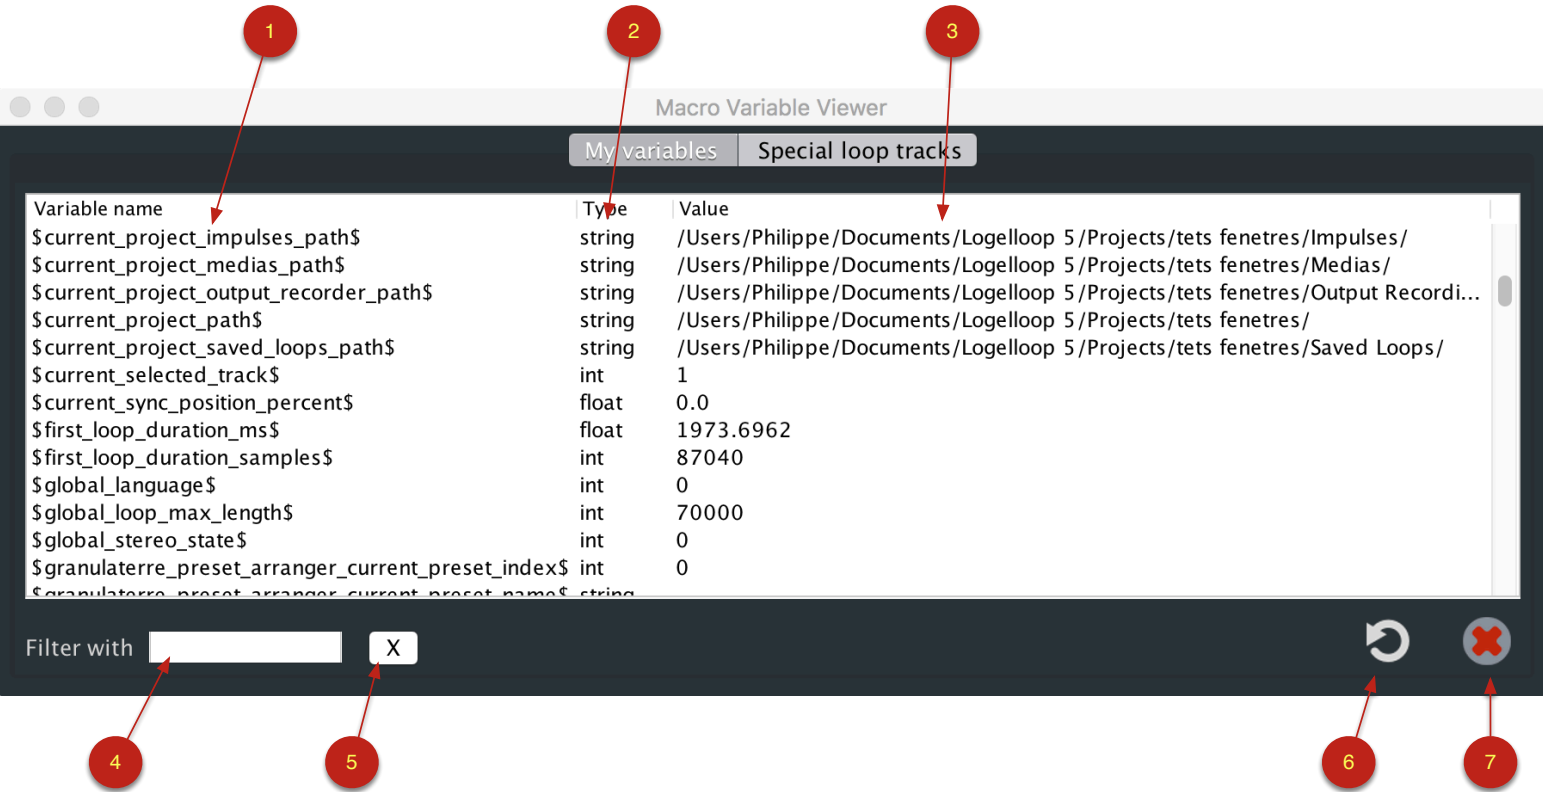 1 2 3
Macro Variable Viewer
My variables Special loop tracks
Variable name Type Value
$current_project_impulses_path$ string /Users/Philippe/Documents/Logelloop 5/Projects/tets fenetres/Impulses/
$current_project_medias_path$ string /Users/Philippe/Documents/Logelloop 5/Projects/tets fenetres/Medias/
$current_project_output_recorder_path$ string /Users/Philippe/Documents/Logelloop 5/Projects/tets fenetres/Output Recordi...
$current_project_path$ string /Users/Philippe/Documents/Logelloop 5/Projects/tets fenetres/
$current_project_saved_loops_path$ string /Users/Philippe/Documents/Logelloop 5/Projects/tets fenetres/Saved Loops/
$current_selected_track$ int 1
$current_sync_position_percent$ float 0.0
$first_loop_duration_ms$ float 1973.6962
$first_loop_duration_samples$ int 87040
$global_language$ int 0
$global_loop_max_length$ int 70000
$global_stereo_state$ int 0
$granulaterre_preset_arranger_current_preset_index$ int 0
$granulaterre_preset_arranger_current_preset_name$ string
Filter with X
4 5 6 7